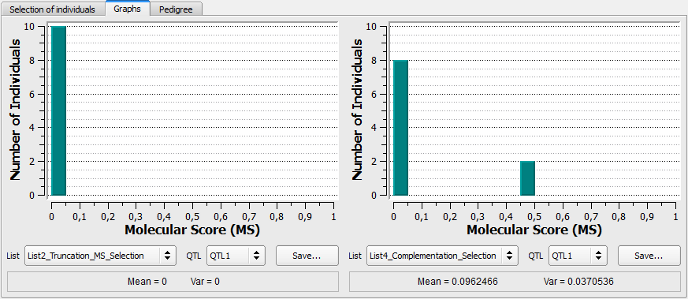 Selection of individuals Graphs Pedigree
Number of Individuals
10
8
6
4
2
0
0 0,1 0,2 0,3 0,4 0,5 0,6 0,7 0,8 0,9 1
Molecular Score (MS)
List List2_Truncation_MS_Selection QTL QTL1 Save...
Mean = 0 Var = 0
Number of Individuals
10
8
6
4
2
0
0 0,1 0,2 0,3 0,4 0,5 0,6 0,7 0,8 0,9 1
Molecular Score (MS)
List List4_Complementation_Selection QTL QTL1 Save...
Mean = 0.0962466 Var = 0.0370536